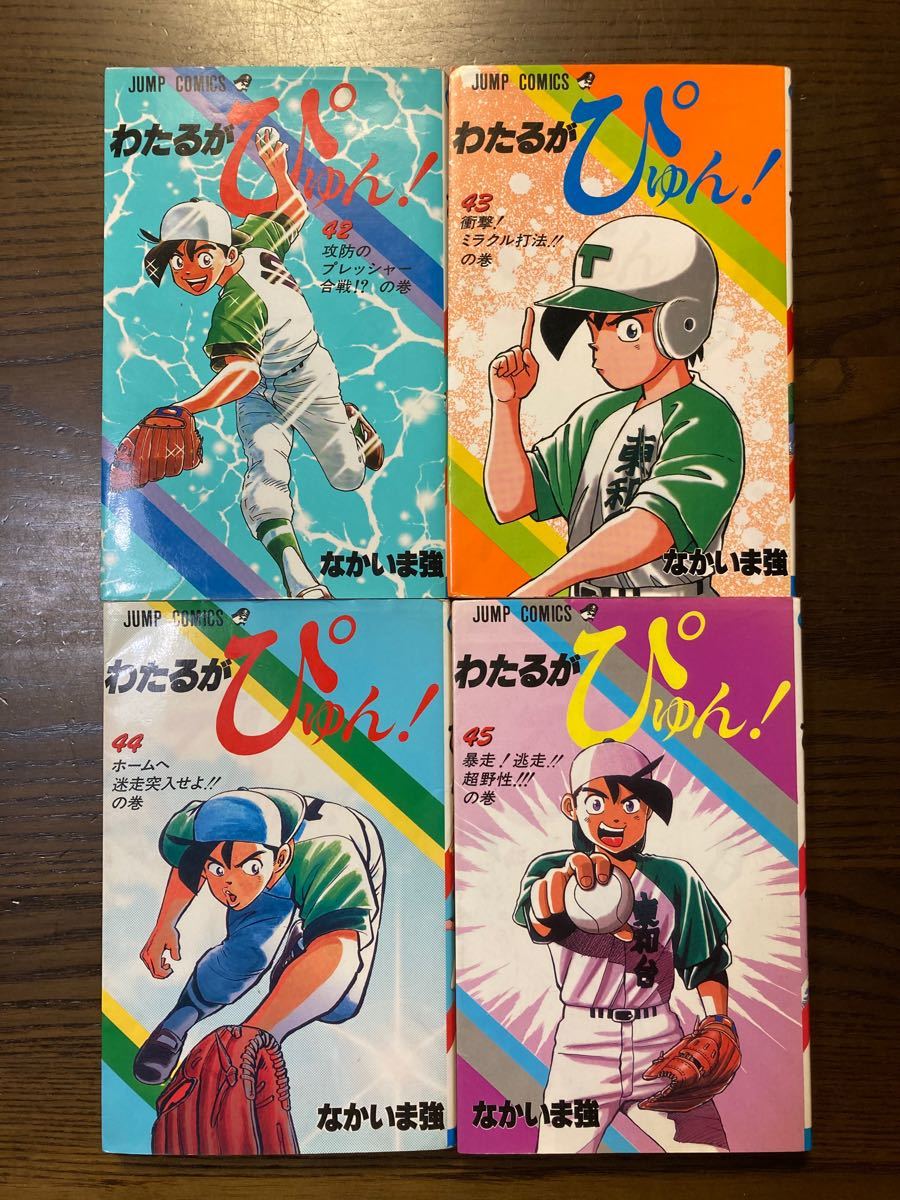 JUMP COMICS
わたるがぴゅん!
42
攻防の
プレッシャー
合戦!? の巻
なかいま強
JUMP COMICS
わたるがぴゅん!
43
衝撃!
ミラクル打法!!
の巻
T
東和
なかいま強
JUMP COMICS
わたるがぴゅん!
44
ホームへ
迷走突入せよ!!
の巻
なかいま強
JUMP COMICS
わたるがぴゅん!
45
暴走! 逃走!!
超野性!!!
の巻
東和台
なかいま強